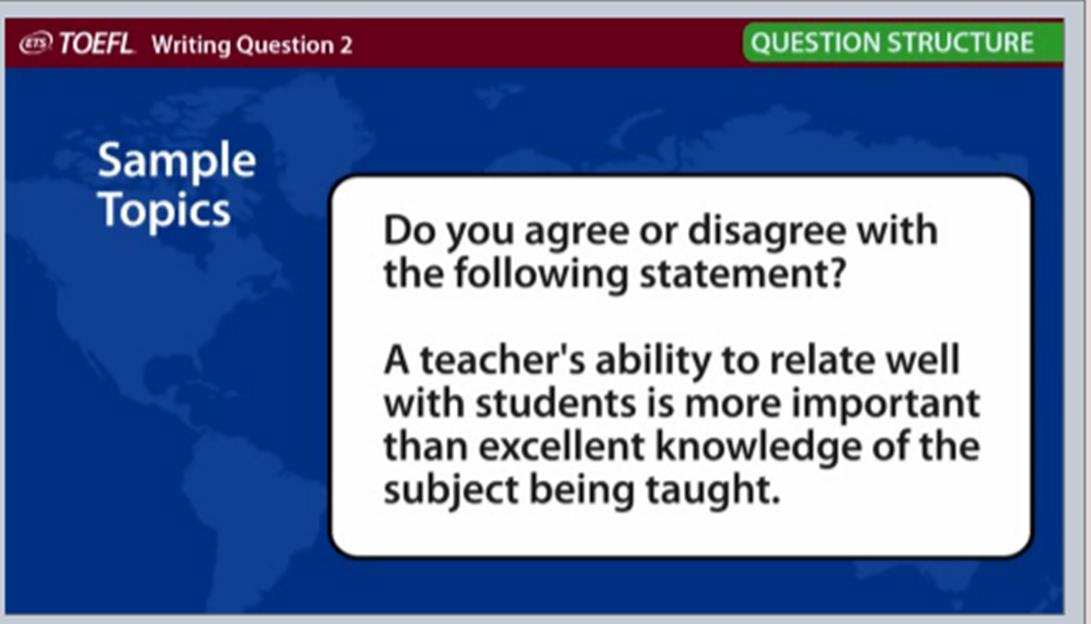 ETS TOEFL Writing Question 2
QUESTION STRUCTURE
Sample
Topics
Do you agree or disagree with
the following statement?
A teacher's ability to relate well
with students is more important
than excellent knowledge of the
subject being taught.